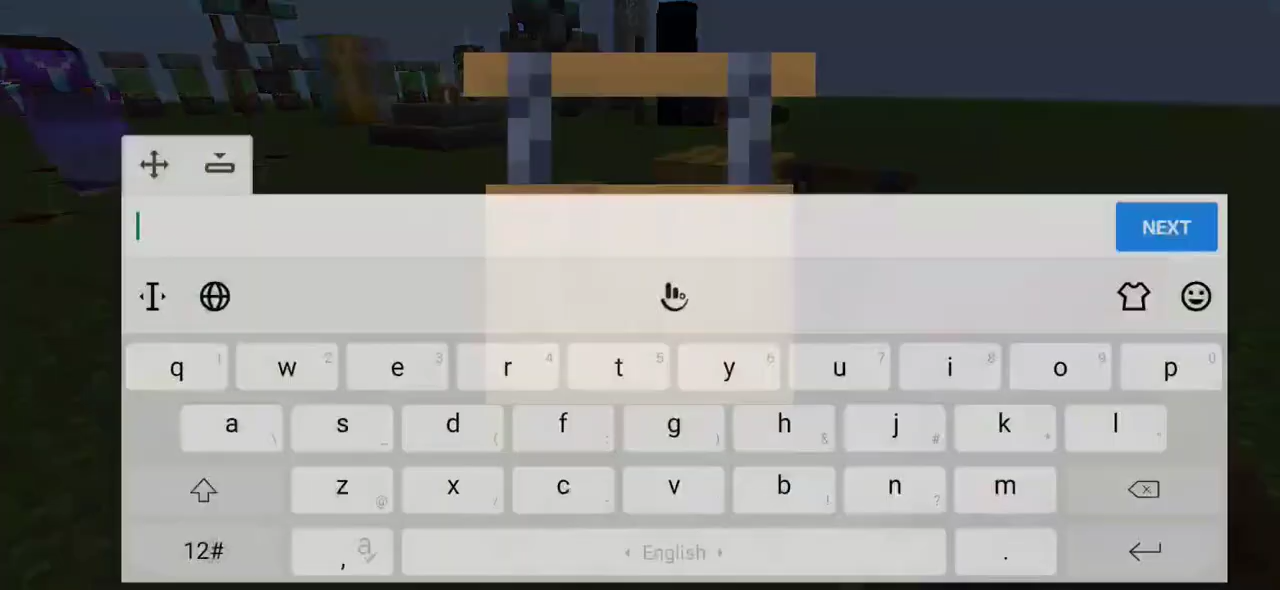 NEXT
q 1 w 2 e 3 r 4 t 5 y 6 u 7 i 8 o 9 p 0
a \ s _ d ( f : g ) h & j # k * l "
z @ x / c - v b ! n ? m
12# , a English .